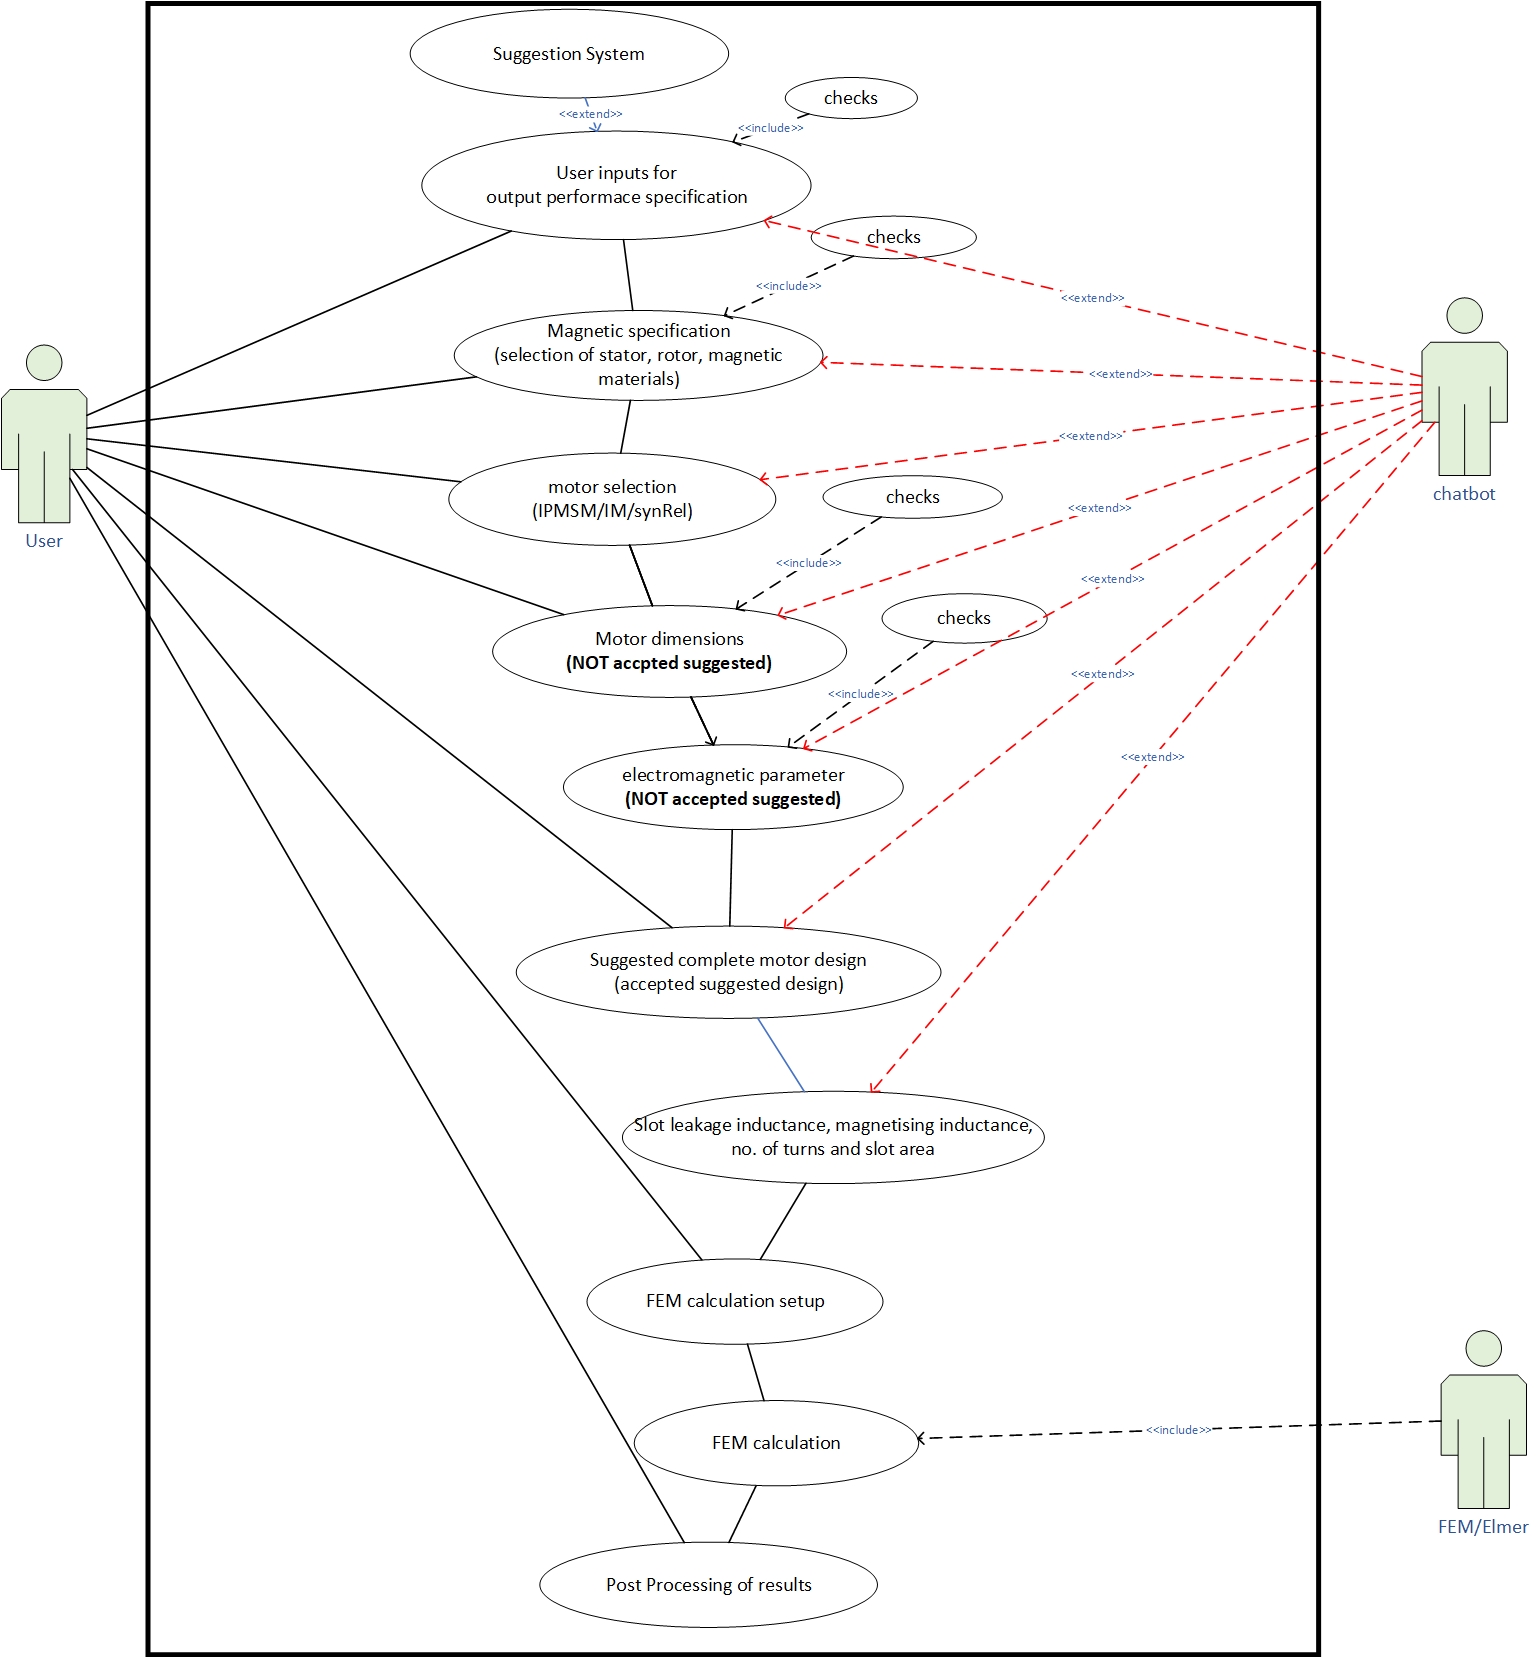 Suggestion System
checks
<<extend>>
<<include>>
User inputs for
output performace specification
checks
<<include>>
<<extend>>
Magnetic specification
(selection of stator, rotor, magnetic
materials)
<<extend>>
<<extend>>
motor selection
(IPMSM/IM/synRel)
checks
chatbot
<<extend>>
User
<<include>>
<<extend>>
checks
Motor dimensions
(NOT accpted suggested)
<<extend>>
<<include>>
<<extend>>
electromagnetic parameter
(NOT accepted suggested)
Suggested complete motor design
(accepted suggested design)
Slot leakage inductance, magnetising inductance,
no. of turns and slot area
FEM calculation setup
<<include>>
FEM calculation
FEM/Elmer
Post Processing of results